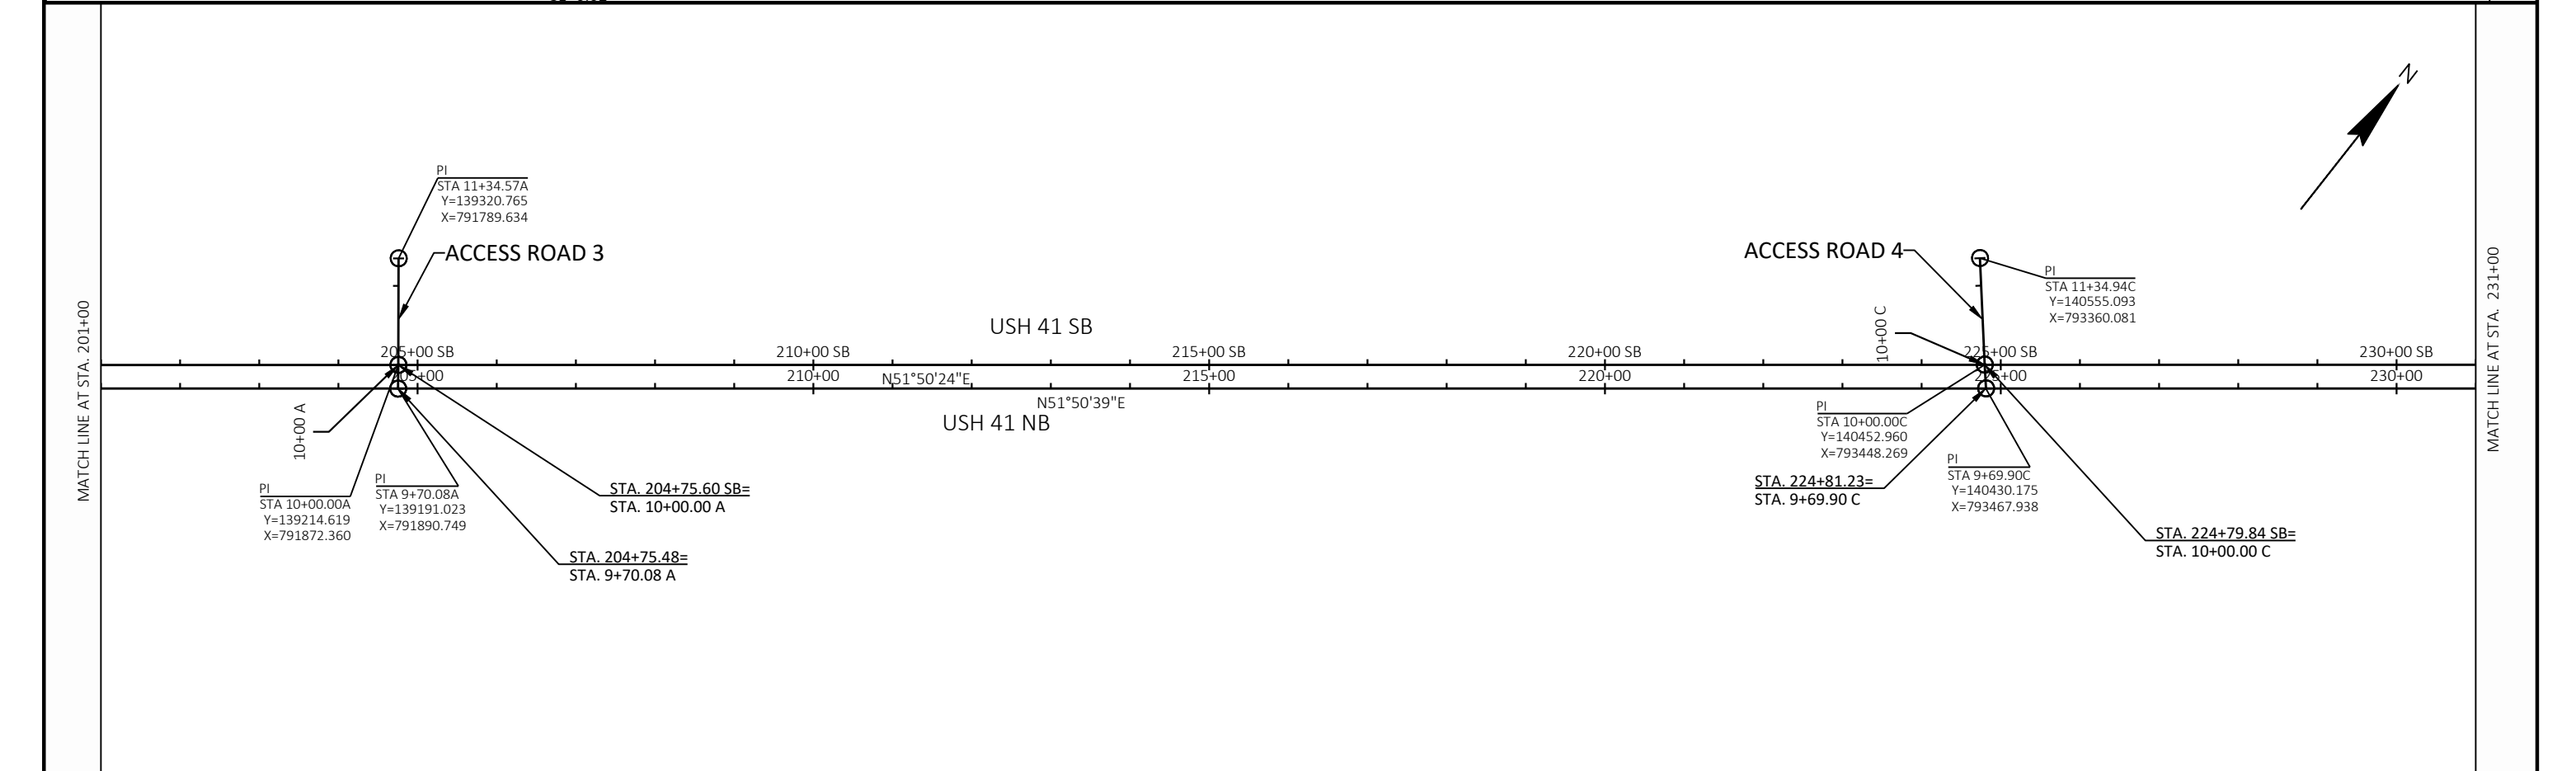 N
PI
STA 11+34.57A
Y=139320.765
X=791789.634
ACCESS ROAD 3
ACCESS ROAD 4
PI
STA 11+34.94C
Y=140555.093
X=793360.081
MATCH LINE AT STA. 201+00
MATCH LINE AT STA. 231+00
USH 41 SB
10+00 C
205+00 SB
210+00 SB
215+00 SB
220+00 SB
225+00 SB
230+00 SB
205+00
210+00
N51°50'24"E
215+00
220+00
225+00
230+00
N51°50'39"E
USH 41 NB
10+00 A
PI
STA 10+00.00C
Y=140452.960
X=793448.269
PI
STA 9+69.90C
Y=140430.175
X=793467.938
STA. 224+81.23=
STA. 9+69.90 C
PI
STA 10+00.00A
Y=139214.619
X=791872.360
PI
STA 9+70.08A
Y=139191.023
X=791890.749
STA. 204+75.60 SB=
STA. 10+00.00 A
STA. 224+79.84 SB=
STA. 10+00.00 C
STA. 204+75.48=
STA. 9+70.08 A